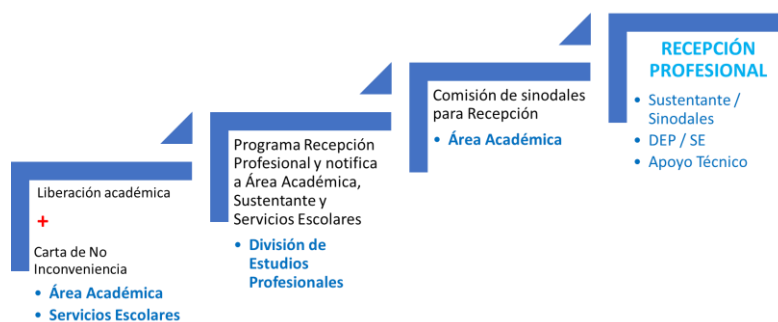 Liberación académica
+
Carta de No
Inconveniencia
• Área Académica
• Servicios Escolares
Programa Recepción
Profesional y notifica
a Área Académica,
Sustentante y
Servicios Escolares
• División de
Estudios
Profesionales
Comisión de sinodales
para Recepción
• Área Académica
RECEPCIÓN
PROFESIONAL
• Sustentante /
Sinodales
• DEP / SE
• Apoyo Técnico